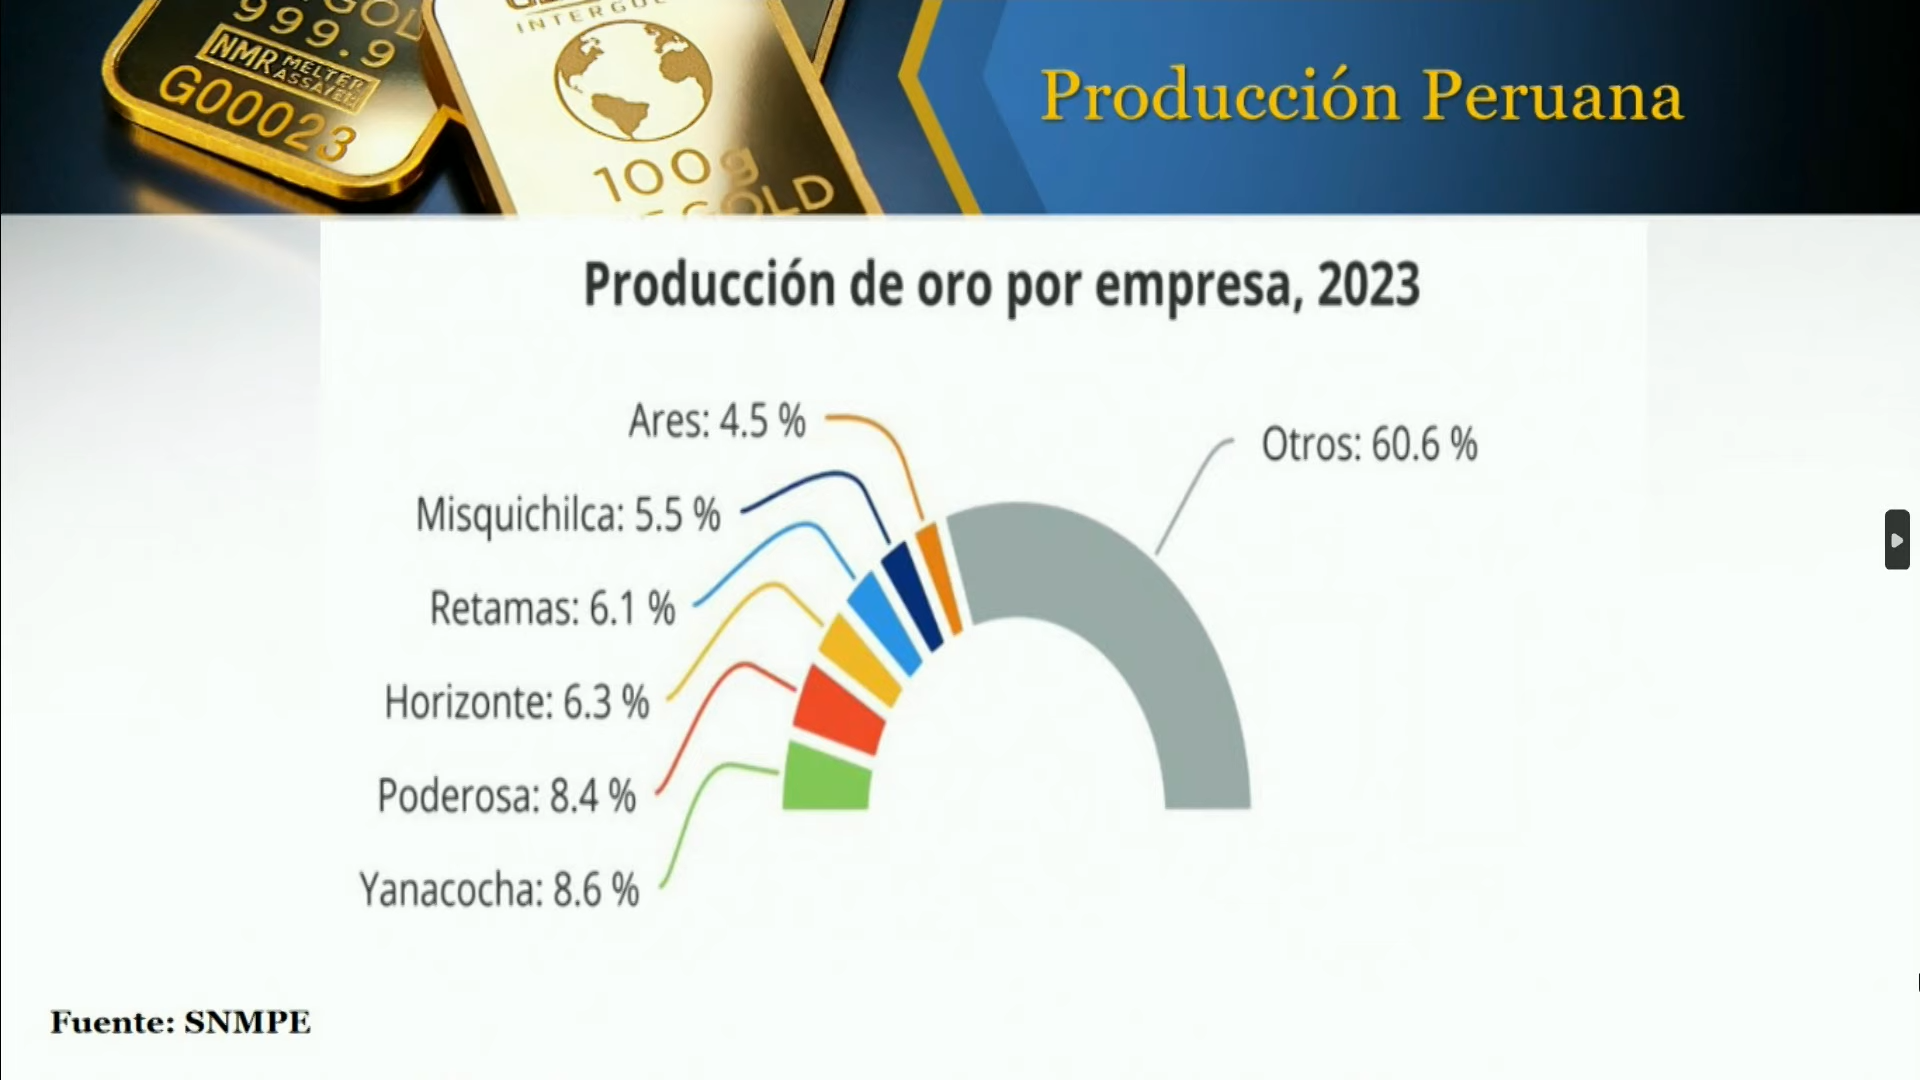 GOL
999.9
NMR MELTER
ASSAYER
G00023
INTERGOL
100g
GOLD
Producción Peruana
Producción de oro por empresa, 2023
Ares: 4.5 %
Otros: 60.6 %
Misquichilca: 5.5 %
Retamas: 6.1 %
Horizonte: 6.3 %
Poderosa: 8.4 %
Yanacocha: 8.6 %
Fuente: SNMPE